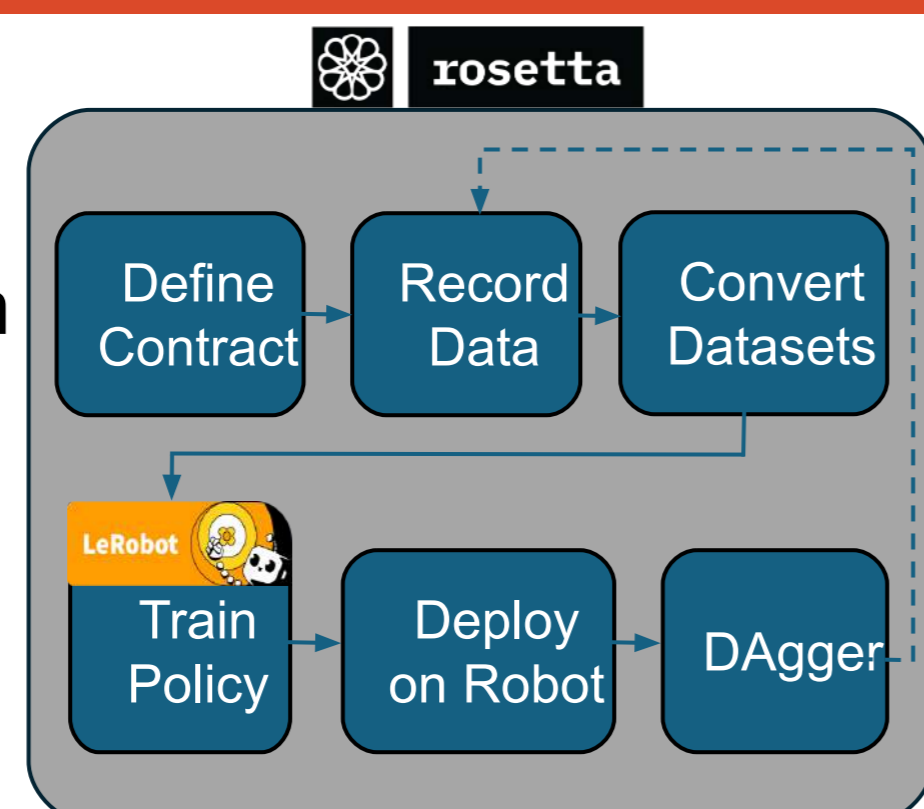 rosetta
Define
Contract
Record
Data
Convert
Datasets
LeRobot
Train
Policy
Deploy
on Robot
DAgger